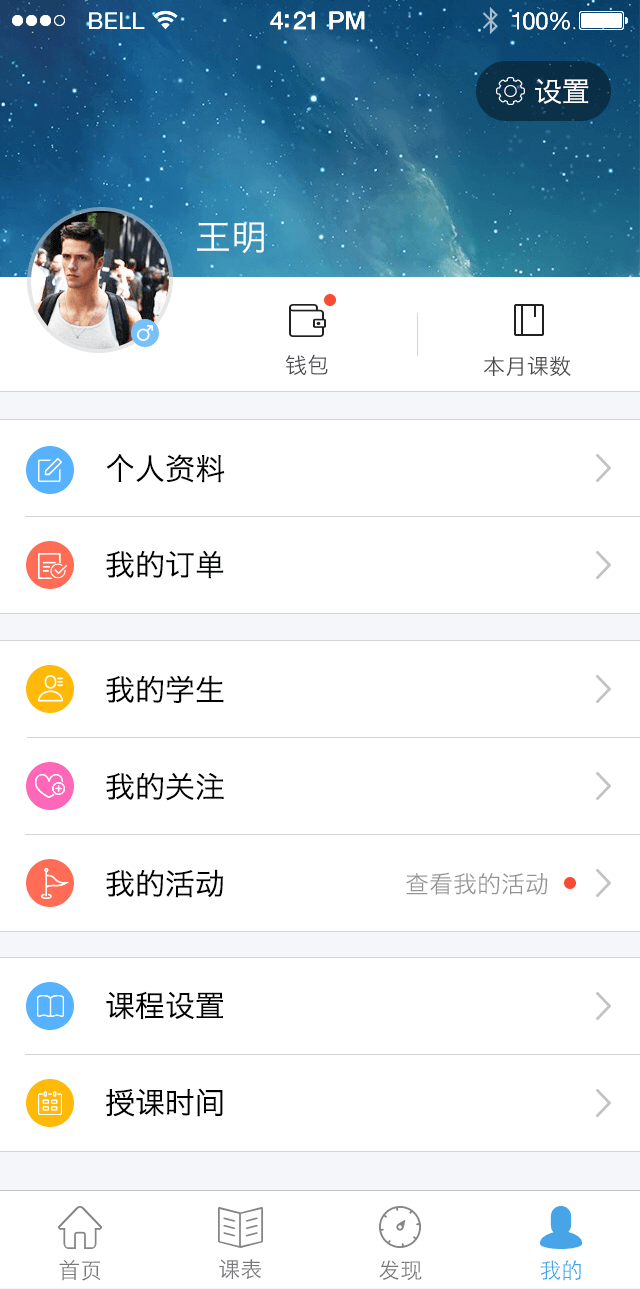 BELL 4:21 PM 100%
设置
王明
钱包 本月课数
个人资料
我的订单
我的学生
我的关注
我的活动 查看我的活动
课程设置
授课时间
首页 课表 发现 我的